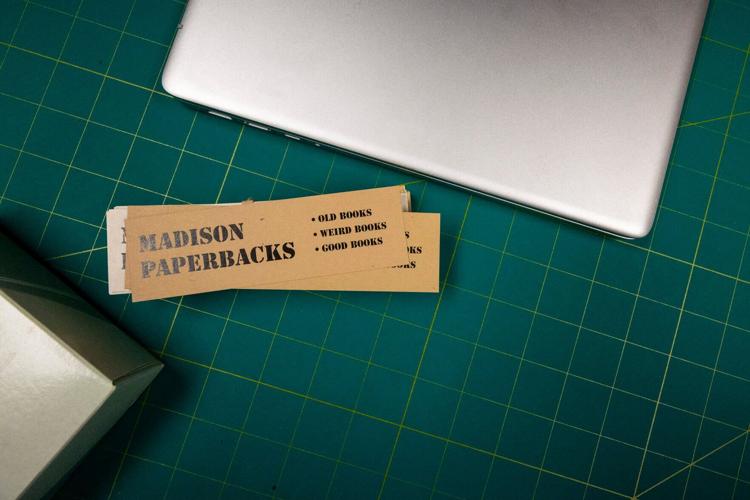 MADISON
PAPERBACKS
• OLD BOOKS
• WEIRD BOOKS
• GOOD BOOKS